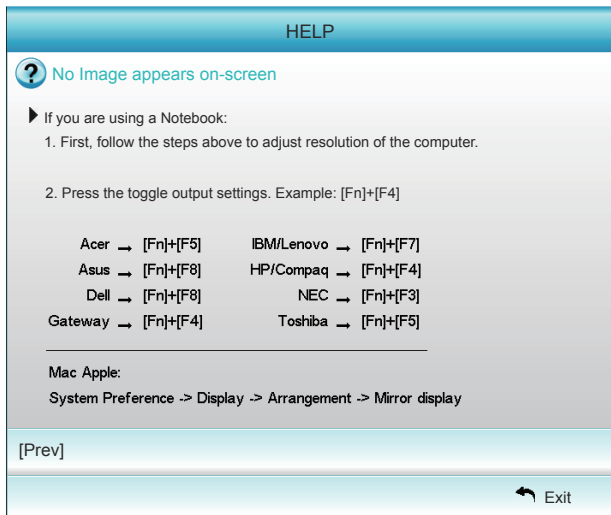 HELP
? No Image appears on-screen
If you are using a Notebook:
1. First, follow the steps above to adjust resolution of the computer.
2. Press the toggle output settings. Example: [Fn]+[F4]
Acer → [Fn]+[F5] IBM/Lenovo → [Fn]+[F7]
Asus → [Fn]+[F8] HP/Compaq → [Fn]+[F4]
Dell → [Fn]+[F8] NEC → [Fn]+[F3]
Gateway → [Fn]+[F4] Toshiba → [Fn]+[F5]
Mac Apple:
System Preference -> Display -> Arrangement -> Mirror display
[Prev]
Exit